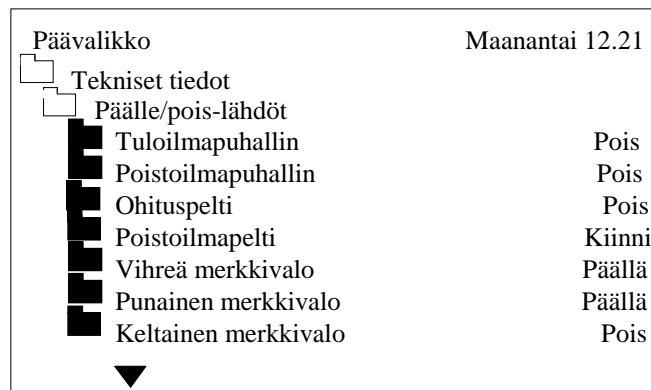 Päävalikko Maanantai 12.21
Tekniset tiedot
Päälle/pois-lähdöt
Tuloilmapuhallin Pois
Poistoilmapuhallin Pois
Ohituspelti Pois
Poistoilmapelti Kiinni
Vihreä merkkivalo Päällä
Punainen merkkivalo Päällä
Keltainen merkkivalo Pois